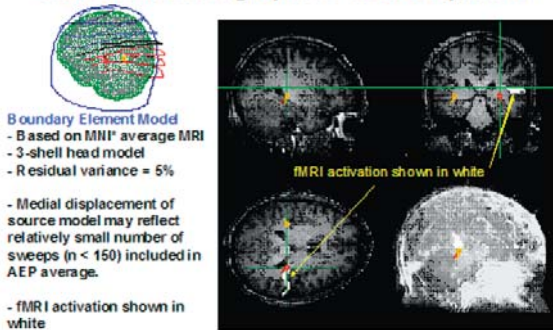 Boundary Element Model
- Based on MNI* average MRI
- 3-shell head model
- Residual variance = 5%
- Medial displacement of
source model may reflect
relatively small number of
sweeps (n < 150) included in
AEP average.
- fMRI activation shown in
white
fMRI activation shown in white